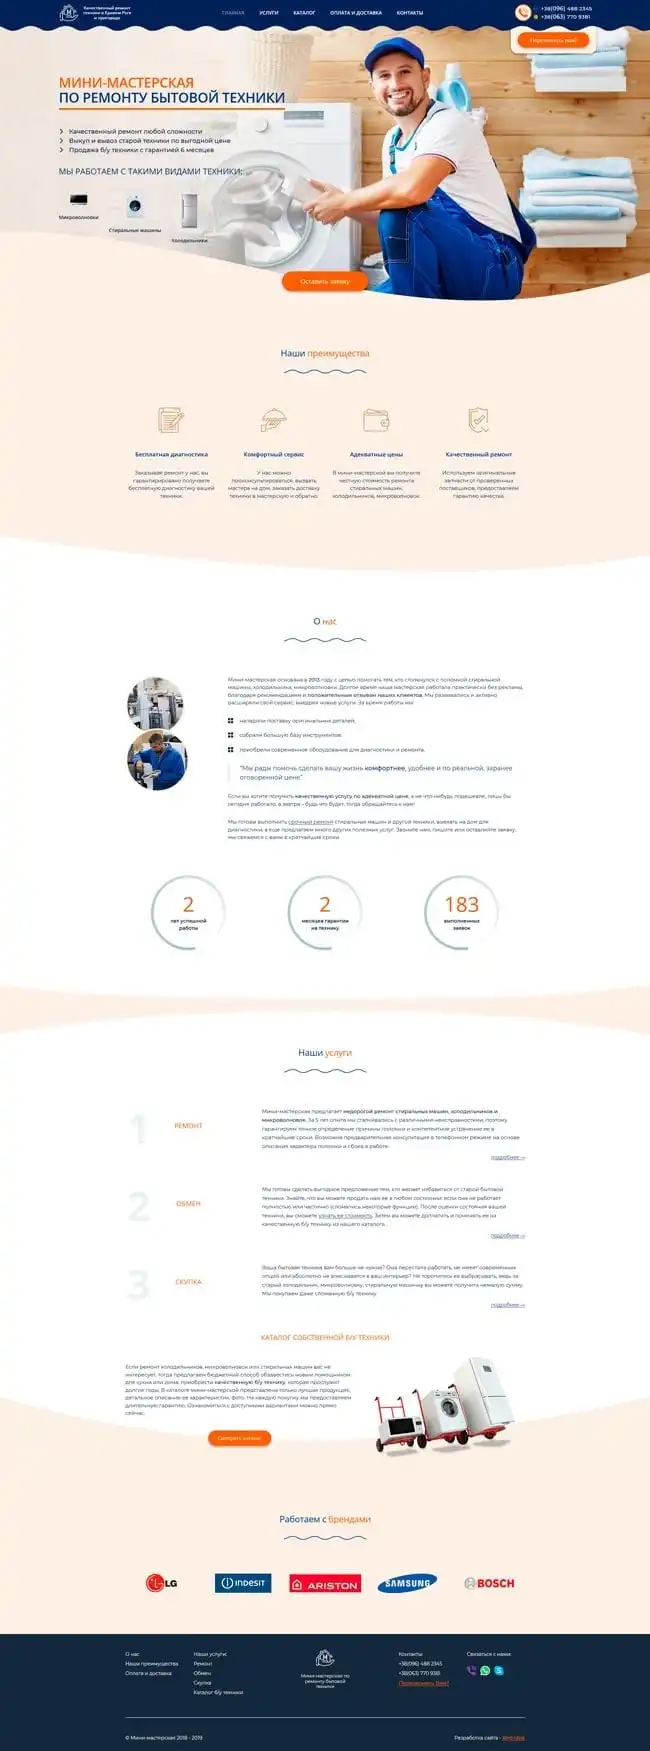 Качественный ремонт
техники в Кривом Роге
и пригороде
ГЛАВНАЯ
УСЛУГИ
КАТАЛОГ
ОПЛАТА И ДОСТАВКА
КОНТАКТЫ
+38(096) 488 2345
+38(063) 770 9381
Перезвонить вам?
МИНИ-МАСТЕРСКАЯ
ПО РЕМОНТУ БЫТОВОЙ ТЕХНИКИ
Качественный ремонт любой сложности
Выкуп и вывоз старой техники по выгодной цене
Продажа б/у техники с гарантией 6 месяцев
МЫ РАБОТАЕМ С ТАКИМИ ВИДАМИ ТЕХНИКИ:
Микроволновки
Стиральные машины
Холодильники
Оставить заявку
Наши преимущества
Бесплатная диагностика
Заказывая ремонт у нас, вы
гарантированно получаете
бесплатную диагностику вашей
техники.
Комфортный сервис
У нас можно
проконсультироваться, вызвать
мастера на дом, заказать доставку
техники в мастерскую и обратно.
Адекватные цены
В мини-мастерской вы получите
честную стоимость ремонта
стиральных машин,
холодильников, микроволновок.
Качественный ремонт
Используем оригинальные
запчасти от проверенных
поставщиков, предоставляем
гарантию качества.
О нас
Мини-мастерская основана в 2013 году с целью помогать тем, кто столкнулся с поломкой стиральной
машины, холодильника, микроволновки. Долгое время наша мастерская работала практически без рекламы,
благодаря рекомендациям и положительным отзывам наших клиентов. Мы развивались и активно
расширяли свой сервис, внедряя новые услуги. За время работы мы:
наладили поставку оригинальных деталей;
собрали большую базу инструментов;
приобрели современное оборудование для диагностики и ремонта.
"Мы рады помочь сделать вашу жизнь комфортнее, удобнее и по реальной, заранее
оговоренной цене"
Если вы хотите получить качественную услугу по адекватной цене, а не что-нибудь подешевле, лишь бы
сегодня работало, а завтра - будь что будет, тогда обращайтесь к нам!
Мы готовы выполнить срочный ремонт стиральных машин и другой техники, выехать на дом для
диагностики, а еще предлагаем много других полезных услуг. Звоните нам, пишите или оставляйте заявку,
мы свяжемся с вами в кратчайшие сроки.
2
лет успешной
работы
2
месяцев гарантии
на технику
183
выполненных
заявок
Наши услуги
1
РЕМОНТ
Мини-мастерская предлагает недорогой ремонт стиральных машин, холодильников и
микроволновок. За 5 лет опыта мы сталкивались с различными неисправностями, поэтому
гарантируем точное определение причины поломки и компетентное устранение ее в
кратчайшие сроки. Возможна предварительная консультация в телефонном режиме на основе
описания характера поломки и сбоев в работе.
подробнее →
2
ОБМЕН
Мы готовы сделать выгодное предложение тем, кто желает избавиться от старой бытовой
техники. Знайте, что вы можете продать нам ее в любом состоянии: если она не работает
полностью или частично (сломались некоторые функции). После оценки состояния вашей
техники, вы сможете узнать ее стоимость. Затем вы можете доплатить и поменять ее на
качественную б/у технику из нашего каталога.
подробнее →
3
СКУПКА
Ваша бытовая техника вам больше не нужна? Она перестала работать, не имеет современных
опций или абсолютно не вписывается в ваш интерьер? Не торопитесь ее выбрасывать, ведь за
старый холодильник, микроволновку, стиральную машинку вы можете получить немалую сумму.
Мы покупаем даже сломанную б/у технику.
подробнее →
КАТАЛОГ СОБСТВЕННОЙ Б/У ТЕХНИКИ
Если ремонт холодильников, микроволновок или стиральных машин вас не
интересует, тогда предлагаем бюджетный способ обзавестись новым помощником
для кухни или дома: приобрести качественную б/у технику, которая прослужит
долгие годы. В каталоге мини-мастерской представлена только лучшая продукция,
детальное описание ее характеристик, фото. На каждую покупку мы предоставляем
длительную гарантию. Ознакомиться с доступными вариантами можно прямо
сейчас.
Смотреть каталог
Работаем с брендами
LG
INDESIT
ARISTON
SAMSUNG
BOSCH
О нас
Наши преимущества
Оплата и доставка
Наши услуги:
Ремонт
Обмен
Скупка
Каталог б/у техники
Мини-мастерская по
ремонту бытовой
техники
Контакты
+38(096) 488 2345
+38(063) 770 9381
Перезвонить Вам?
Связаться с нами:
© Мини-мастерская 2018 - 2019
Разработка сайта -